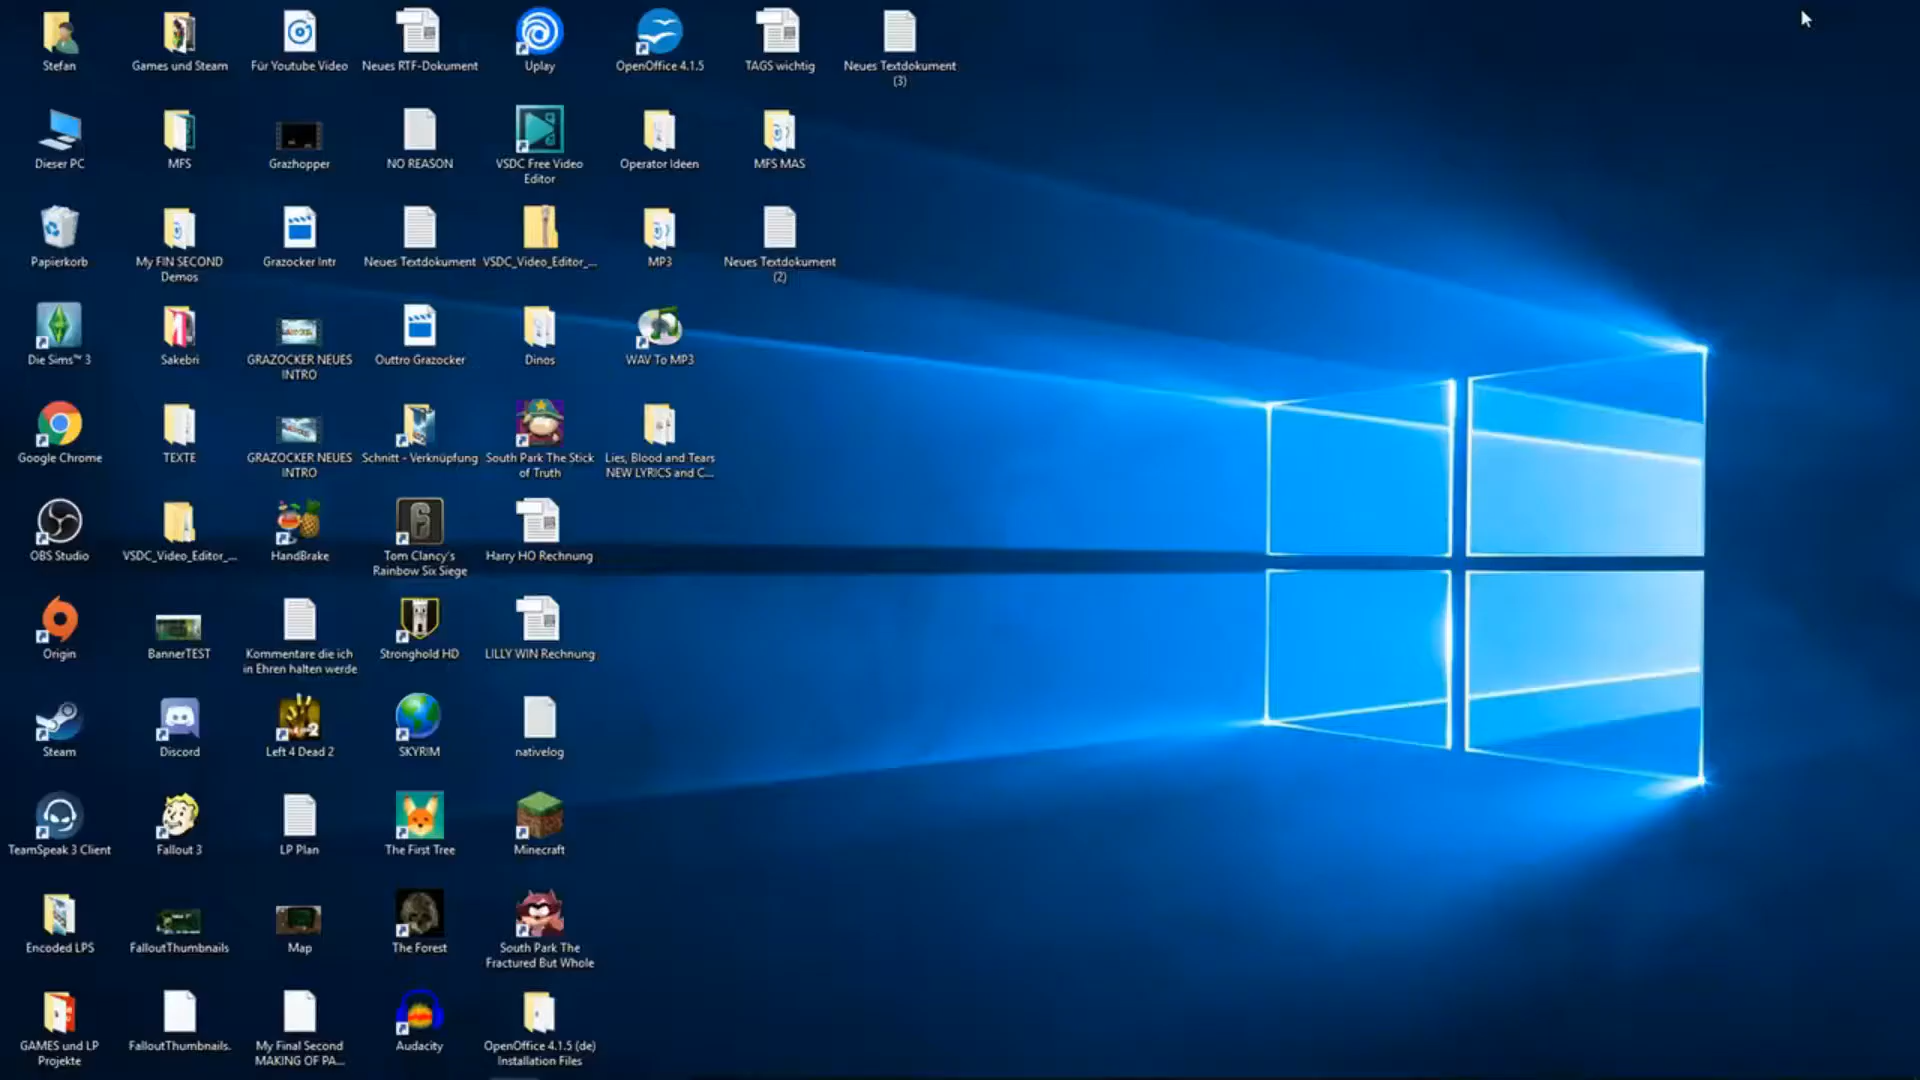 Stefan
Games und Steam
Für Youtube Video
Neues RTF-Dokument
Uplay
OpenOffice 4.1.5
TAGS wichtig
Neues Textdokument
(3)
Dieser PC
MFS
Grazhopper
NO REASON
VSDC Free Video
Editor
Operator Ideen
MFS MAS
Papierkorb
My FIN SECOND
Demos
Grazocker Intr
Neues Textdokument
VSDC_Video_Editor_...
MP3
Neues Textdokument
(2)
Die Sims™ 3
Sakebri
GRAZOCKER NEUES
INTRO
Outtro Grazocker
Dinos
WAV To MP3
Google Chrome
TEXTE
GRAZOCKER NEUES
INTRO
Schnitt - Verknüpfung
South Park The Stick
of Truth
Lies, Blood and Tears
NEW LYRICS and C...
OBS Studio
VSDC_Video_Editor_...
HandBrake
Tom Clancy's
Rainbow Six Siege
Harry HO Rechnung
Origin
BannerTEST
Kommentare die ich
in Ehren halten werde
Stronghold HD
LILLY WIN Rechnung
Steam
Discord
Left 4 Dead 2
SKYRIM
nativelog
TeamSpeak 3 Client
Fallout 3
LP Plan
The First Tree
Minecraft
Encoded LPS
FalloutThumbnails
Map
The Forest
South Park The
Fractured But Whole
GAMES und LP
Projekte
FalloutThumbnails.
My Final Second
MAKING OF PA...
Audacity
OpenOffice 4.1.5 (de)
Installation Files